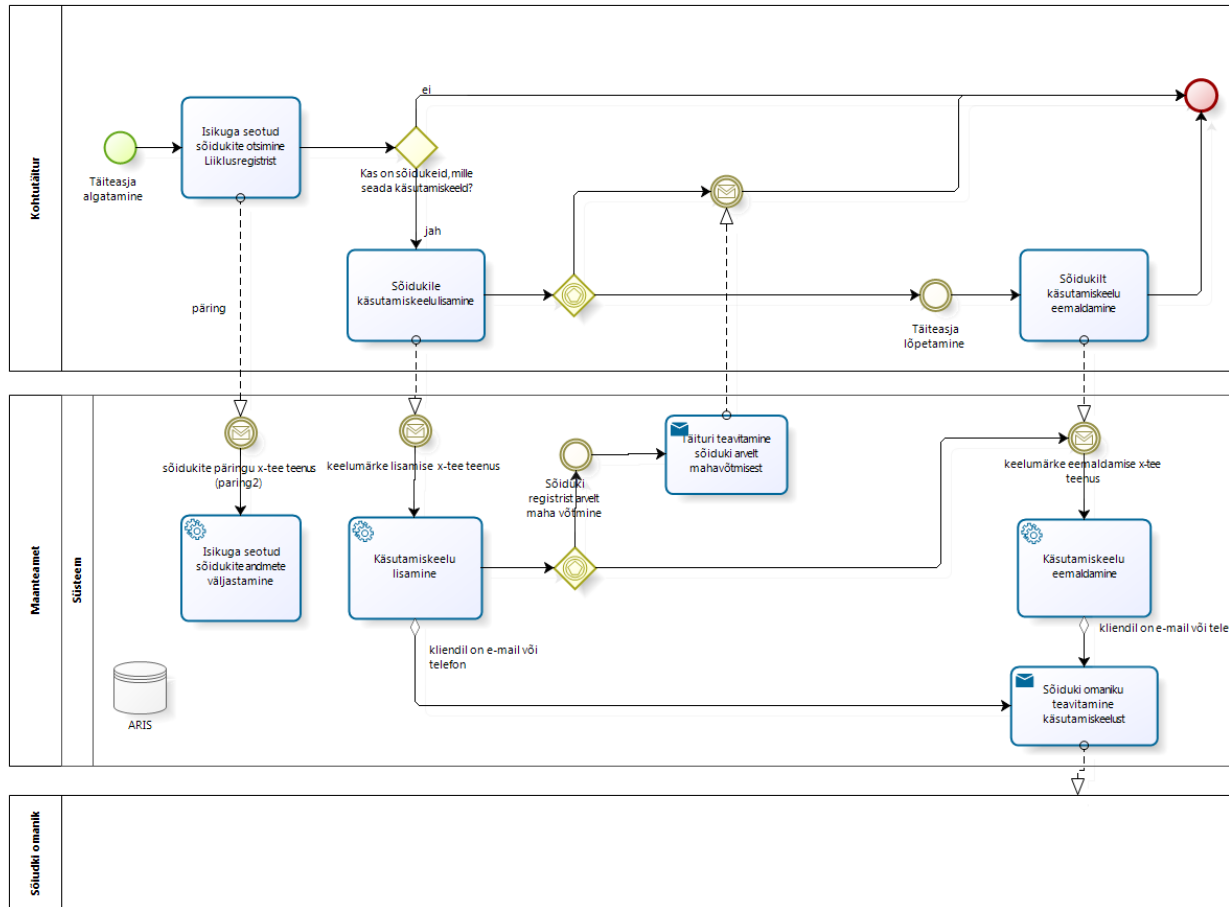 Kohtutäitur
Täiteasja
algatamine
Isikuga seotud
sõidukite otsimine
Liiklusregistrist
ei
Kas on sõidukeid, mille
seada käsutamiskeeld?
jah
Sõidukile
käsutamiskeelu lisamine
Täiteasja
lõpetamine
Sõidukilt
käsutamiskeelu
eemaldamine
päring
Maanteamet
Süsteem
sõidukite päringu x-tee teenus
(paring2)
keelumärke lisamise x-tee teenus
Sõiduki
registrist arvelt
maha võtmine
Täituri teavitamine
sõiduki arvelt
mahavõtmisest
keelumärke eemaldamise x-tee
teenus
Isikuga seotud
sõidukite andmete
väljastamine
Käsutamiskeelu
lisamine
Käsutamiskeelu
eemaldamine
kliendil on e-mail või
telefon
kliendil on e-mail või tele
ARIS
Sõiduki omaniku
teavitamine
käsutamiskeelust
Sõiudki omanik